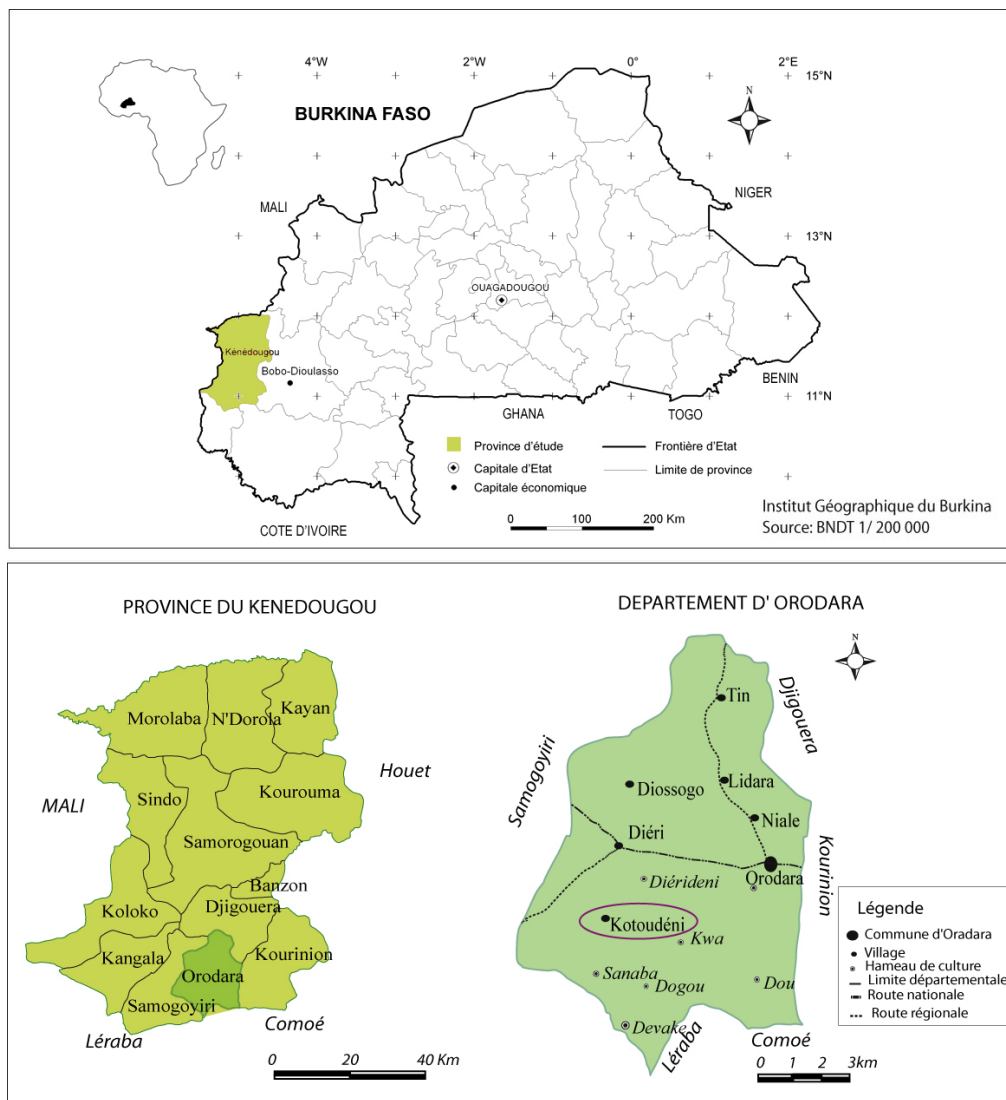 4°W
2°W
0°
2°E
15°N
BURKINA FASO
N
MALI
NIGER
13°N
OUAGADOUGOU
Kénédougou
Bobo-Dioulasso
BENIN
11°N
GHANA
TOGO
Province d'étude
Frontière d'Etat
Capitale d'Etat
Limite de province
Capitale économique
0 100 200 Km
Institut Géographique du Burkina
Source: BNDT 1/ 200 000
COTE D'IVOIRE
PROVINCE DU KENEDOUGOU
Morolaba
N'Dorola
Kayan
Houet
MALI
Sindo
Kourouma
Samorogouan
Banzon
Koloko
Djigouera
Kangala
Kourinion
Orodara
Samogoyiri
Léraba
Comoé
0 20 40 Km
DEPARTEMENT D' ORODARA
N
Djigouera
Tin
Samogoyiri
Lidara
Diossogo
Niale
Diéri
Kourinion
Orodara
Diérideni
Kotoudéni
Kwa
Sanaba
Dogou
Dou
Devake
Léraba
Comoé
0 1 2 3km
Légende
Commune d'Oradara
Village
Hameau de culture
Limite départementale
Route nationale
Route régionale